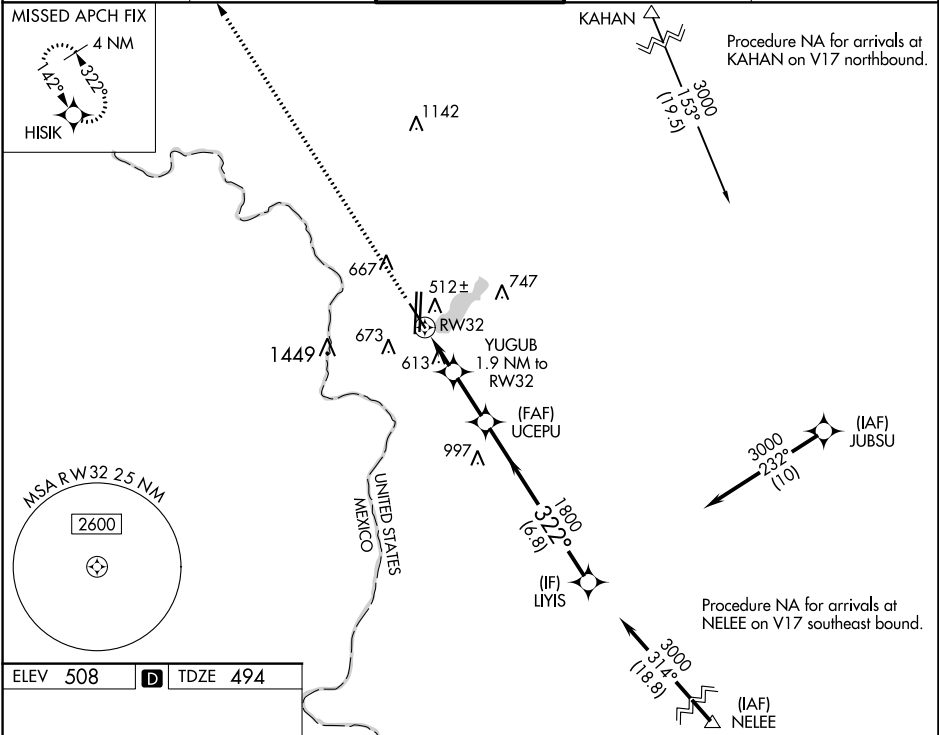 MISSED APCH FIX
4 NM
322°
142°
HISIK
KAHAN
3000
153°
(19.5)
Procedure NA for arrivals at
KAHAN on V17 northbound.
1142
667
512±
747
RW32
673
1449
613
YUGUB
1.9 NM to
RW32
(FAF)
UCEPU
997
(IAF)
JUBSU
3000
232°
(10)
UNITED STATES
MEXICO
MSA RW32 25 NM
2600
1800
322°
(6.8)
(IF)
LIYIS
Procedure NA for arrivals at
NELEE on V17 southeast bound.
3000
314°
(18.8)
(IAF)
NELEE
ELEV 508 D TDZE 494